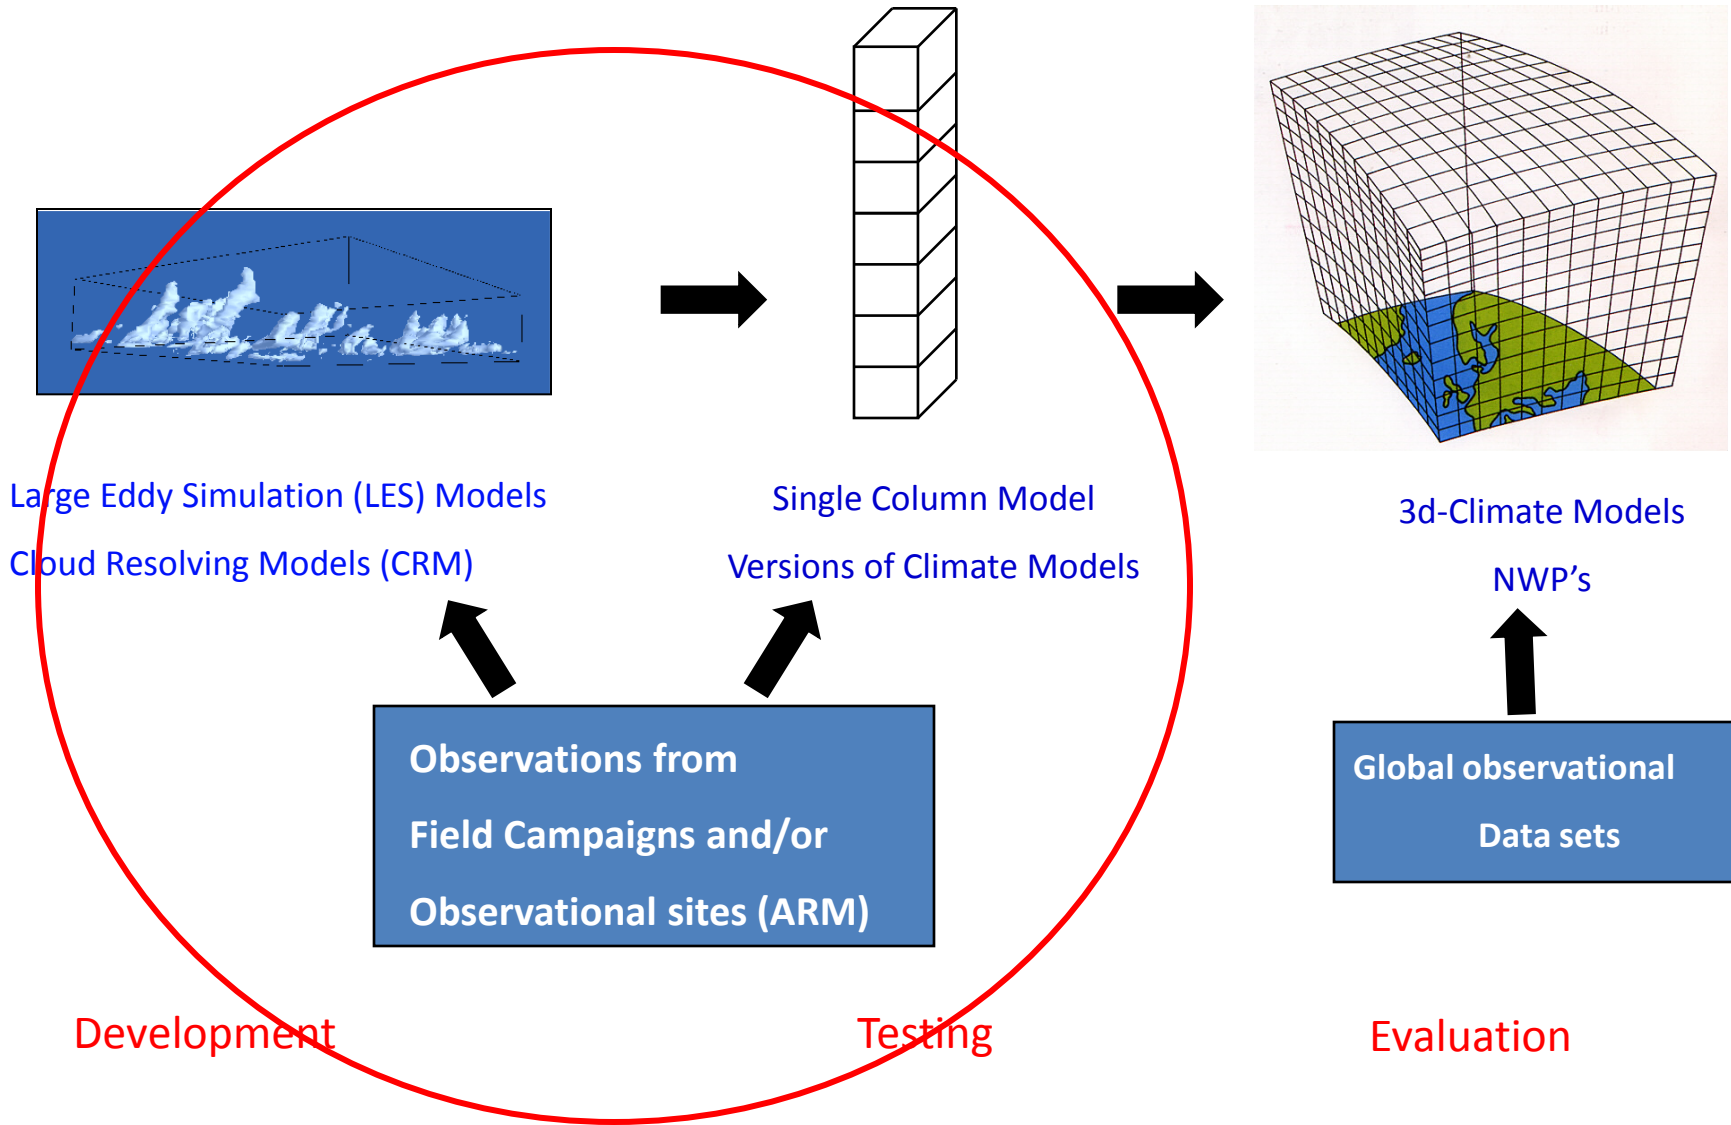 Large Eddy Simulation (LES) Models
Cloud Resolving Models (CRM)
Single Column Model
Versions of Climate Models
3d-Climate Models
NWP’s
Observations from
Field Campaigns and/or
Observational sites (ARM)
Global observational
Data sets
Development
Testing
Evaluation